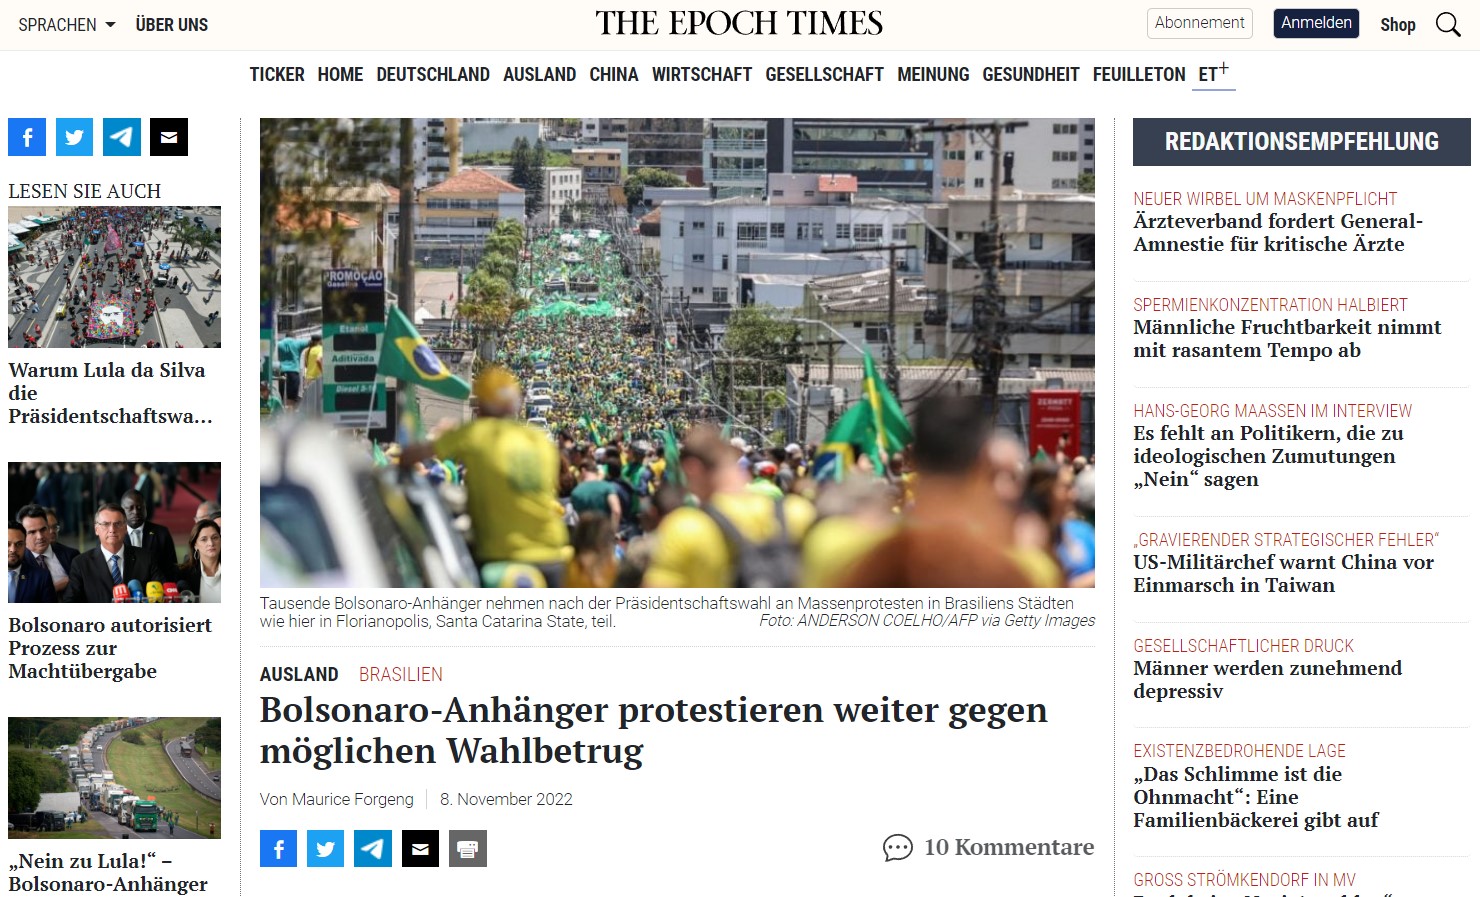 SPRACHEN
ÜBER UNS
THE EPOCH TIMES
Abonnement
Anmelden
Shop
TICKER HOME DEUTSCHLAND AUSLAND CHINA WIRTSCHAFT GESELLSCHAFT MEINUNG GESUNDHEIT FEUILLETON ET+
LESEN SIE AUCH
Warum Lula da Silva
die
Präsidentschaftswa...
Bolsonaro autorisiert
Prozess zur
Machtübergabe
„Nein zu Lula!“ –
Bolsonaro-Anhänger
PROMOÇÃO
Gasolina
Etanol
Aditivada
Diesel S-10
ZERMATT
Tausende Bolsonaro-Anhänger nehmen nach der Präsidentschaftswahl an Massenprotesten in Brasiliens Städten
wie hier in Florianopolis, Santa Catarina State, teil.
Foto: ANDERSON COELHO/AFP via Getty Images
AUSLAND BRASILIEN
Bolsonaro-Anhänger protestieren weiter gegen
möglichen Wahlbetrug
Von Maurice Forgeng
8. November 2022
10 Kommentare
REDAKTIONSEMPFEHLUNG
NEUER WIRBEL UM MASKENPFLICHT
Ärzteverband fordert General-
Amnestie für kritische Ärzte
SPERMIENKONZENTRATION HALBIERT
Männliche Fruchtbarkeit nimmt
mit rasantem Tempo ab
HANS-GEORG MAASSEN IM INTERVIEW
Es fehlt an Politikern, die zu
ideologischen Zumutungen
„Nein“ sagen
„GRAVIERENDER STRATEGISCHER FEHLER“
US-Militärchef warnt China vor
Einmarsch in Taiwan
GESELLSCHAFTLICHER DRUCK
Männer werden zunehmend
depressiv
EXISTENZBEDROHENDE LAGE
„Das Schlimme ist die
Ohnmacht“: Eine
Familienbäckerei gibt auf
GROSS STRÖMKENDORF IN MV